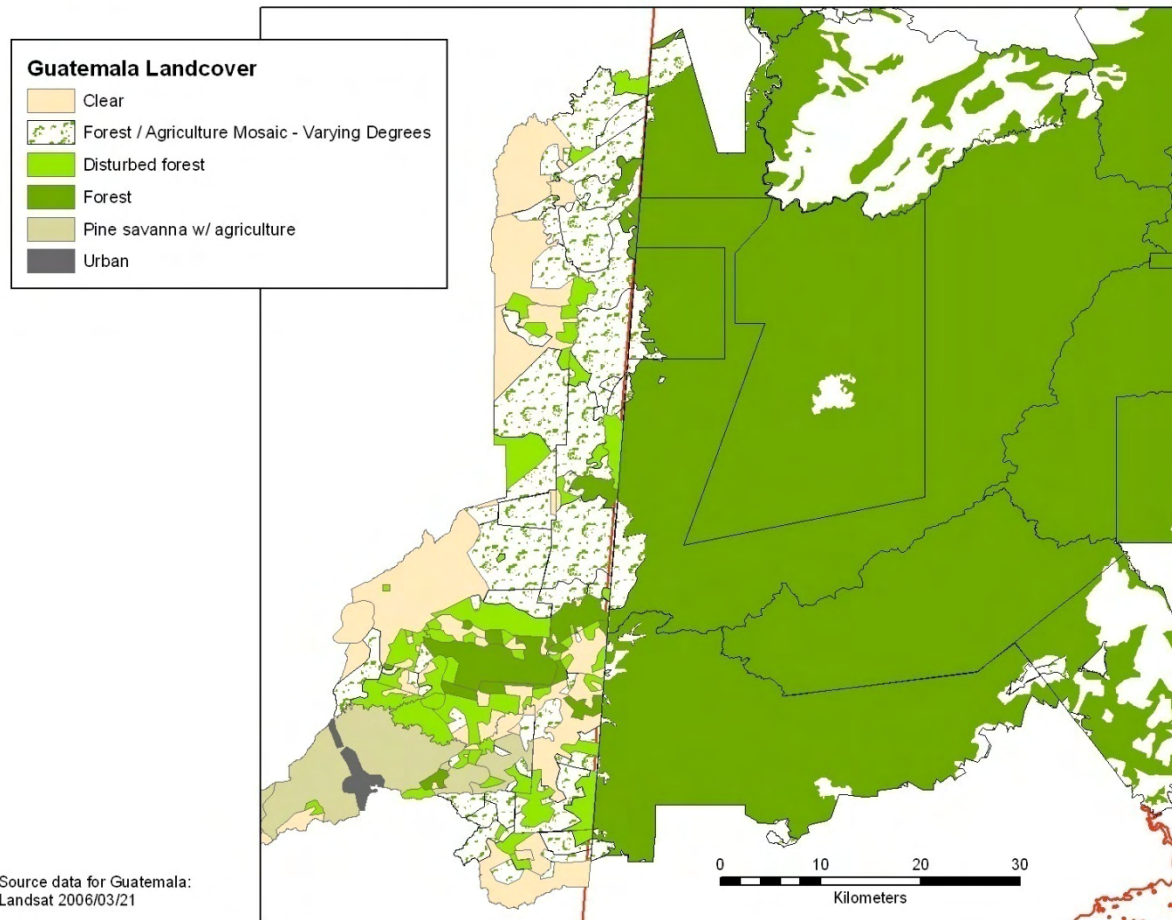 Guatemala Landcover
Clear
Forest / Agriculture Mosaic - Varying Degrees
Disturbed forest
Forest
Pine savanna w/ agriculture
Urban
Source data for Guatemala:
Landsat 2006/03/21
0 10 20 30
Kilometers